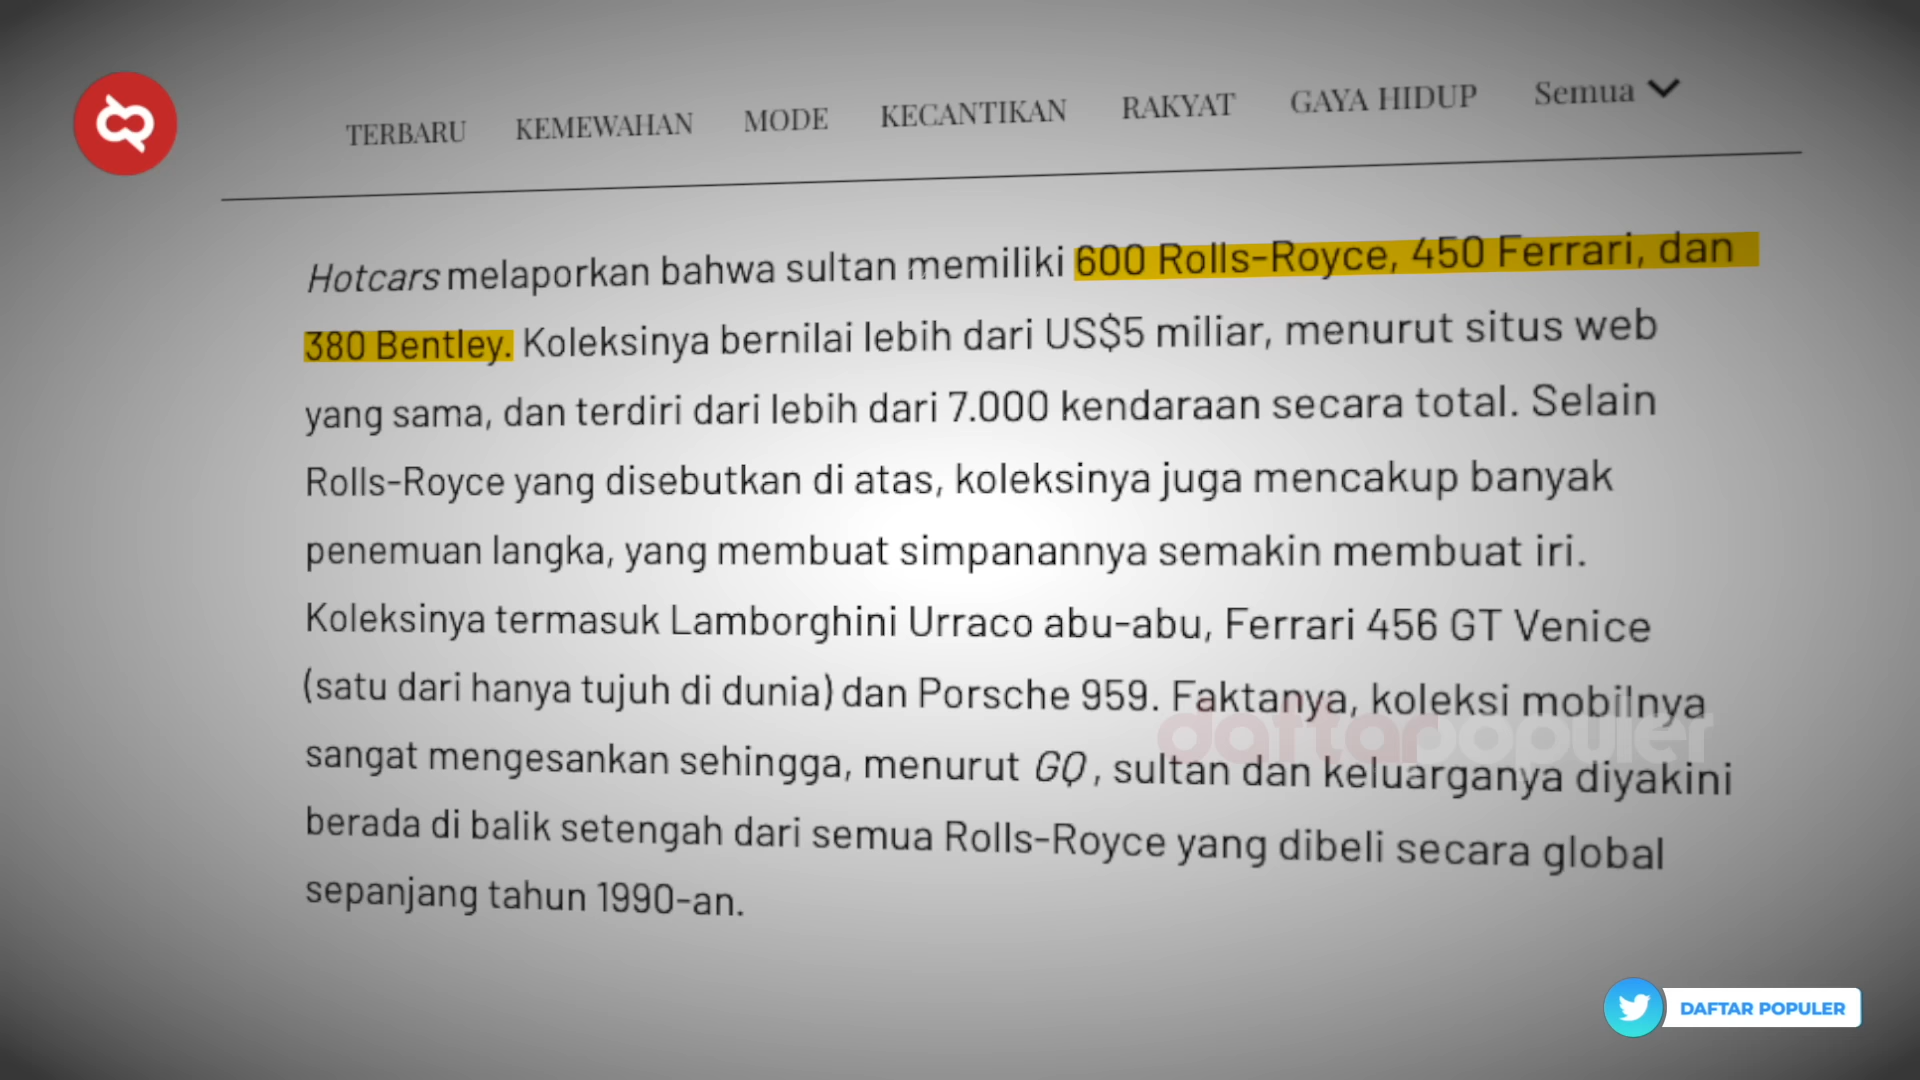 TERBARU KEMEWAHAN MODE KECANTIKAN RAKYAT GAYA HIDUP Semua
Hotcars melaporkan bahwa sultan memiliki 600 Rolls-Royce, 450 Ferrari, dan
380 Bentley. Koleksinya bernilai lebih dari US$5 miliar, menurut situs web
yang sama, dan terdiri dari lebih dari 7.000 kendaraan secara total. Selain
Rolls-Royce yang disebutkan di atas, koleksinya juga mencakup banyak
penemuan langka, yang membuat simpanannya semakin membuat iri.
Koleksinya termasuk Lamborghini Urraco abu-abu, Ferrari 456 GT Venice
(satu dari hanya tujuh di dunia) dan Porsche 959. Faktanya, koleksi mobilnya
daftarpopuler
sangat mengesankan sehingga, menurut GQ, sultan dan keluarganya diyakini
berada di balik setengah dari semua Rolls-Royce yang dibeli secara global
sepanjang tahun 1990-an.
DAFTAR POPULER